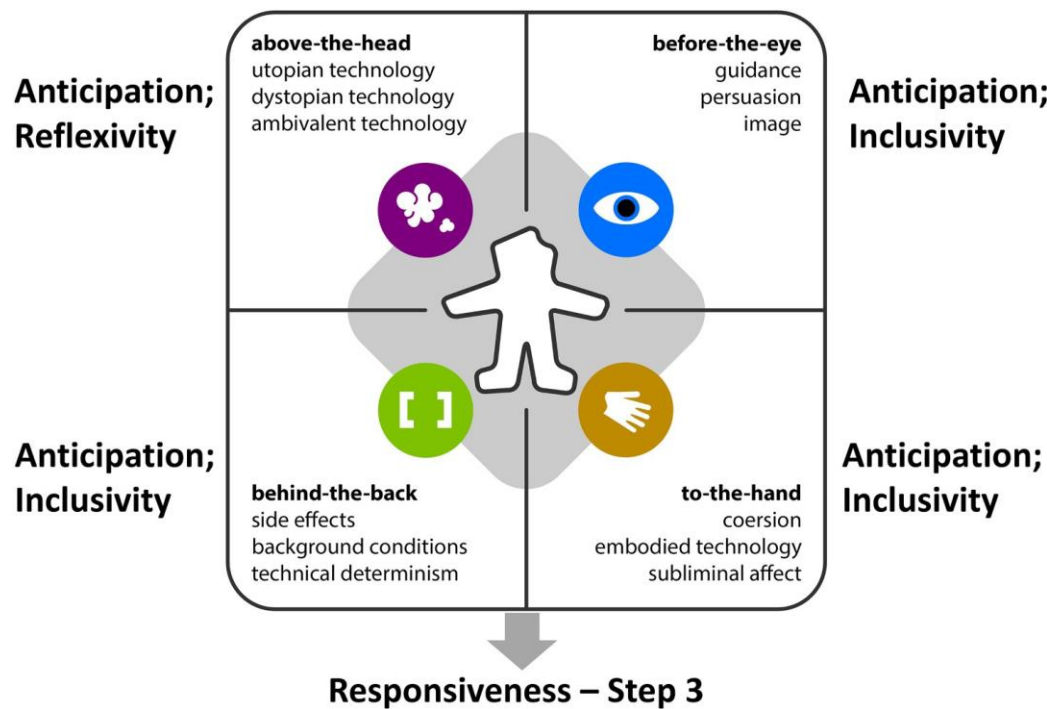 Anticipation;
Reflexivity
above-the-head
utopian technology
dystopian technology
ambivalent technology
before-the-eye
guidance
persuasion
image
Anticipation;
Inclusivity
Anticipation;
Inclusivity
behind-the-back
side effects
background conditions
technical determinism
to-the-hand
coersion
embodied technology
subliminal affect
Anticipation;
Inclusivity
Responsiveness – Step 3